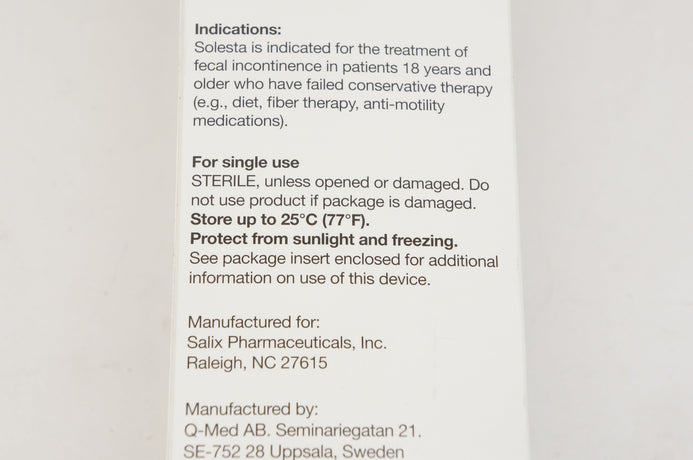 Indications:
Solesta is indicated for the treatment of
fecal incontinence in patients 18 years and
older who have failed conservative therapy
(e.g., diet, fiber therapy, anti-motility
medications).
For single use
STERILE, unless opened or damaged. Do
not use product if package is damaged.
Store up to 25°C (77°F).
Protect from sunlight and freezing.
See package insert enclosed for additional
information on use of this device.
Manufactured for:
Salix Pharmaceuticals, Inc.
Raleigh, NC 27615
Manufactured by:
Q-Med AB. Seminariegatan 21.
SE-752 28 Uppsala, Sweden